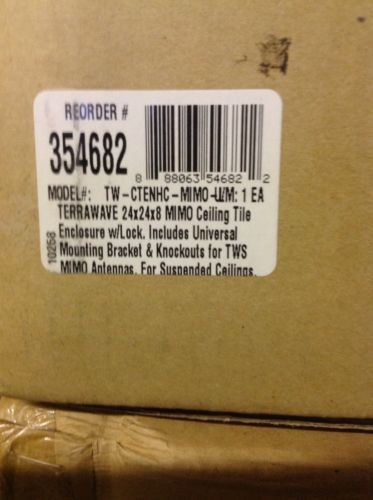 REORDER #
354682
8 88063 54682 2
MODEL#: TW-CTENHC-MIMO-U/M: 1 EA
TERRAWAVE 24x24x8 MIMO Ceiling Tile
Enclosure w/Lock. Includes Universal
Mounting Bracket & Knockouts for TWS
MIMO Antennas. For Suspended Ceilings.
10258